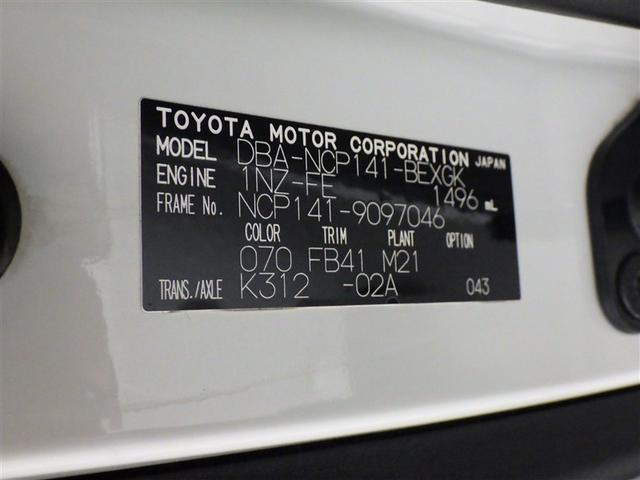 TOYOTA MOTOR CORPORATION JAPAN
MODEL DBA-NCP141-BEXGK
ENGINE 1NZ-FE 1496 mL
FRAME No. NCP141-9097046
COLOR TRIM PLANT OPTION
070 FB41 M21
TRANS./AXLE K312 -02A 043